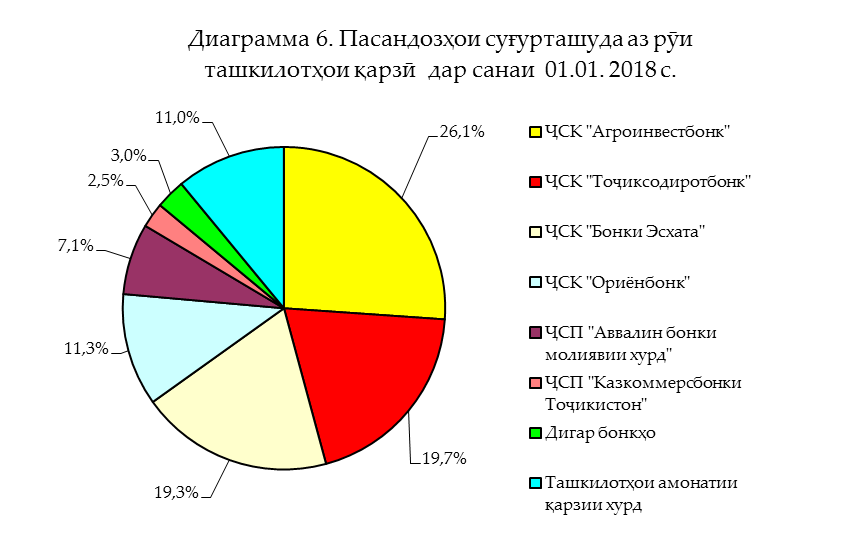 Диаграмма 6. Пасандозҳои суғурташуда аз рӯи
ташкилотҳои қарзӣ дар санаи 01.01. 2018 с.
11,0%
26,1%
3,0%
2,5%
7,1%
11,3%
19,3%
19,7%
ҶСК "Агроинвестбонк"
ҶСК "Тоҷиксодиротбонк"
ҶСК "Бонки Эсхата"
ҶСК "Ориёнбонк"
ҶСП "Аввалин бонки
молиявии хурд"
ҶСП "Казкоммерсбонки
Тоҷикистон"
Дигар бонкҳо
Ташкилотҳои амонатии
қарзии хурд